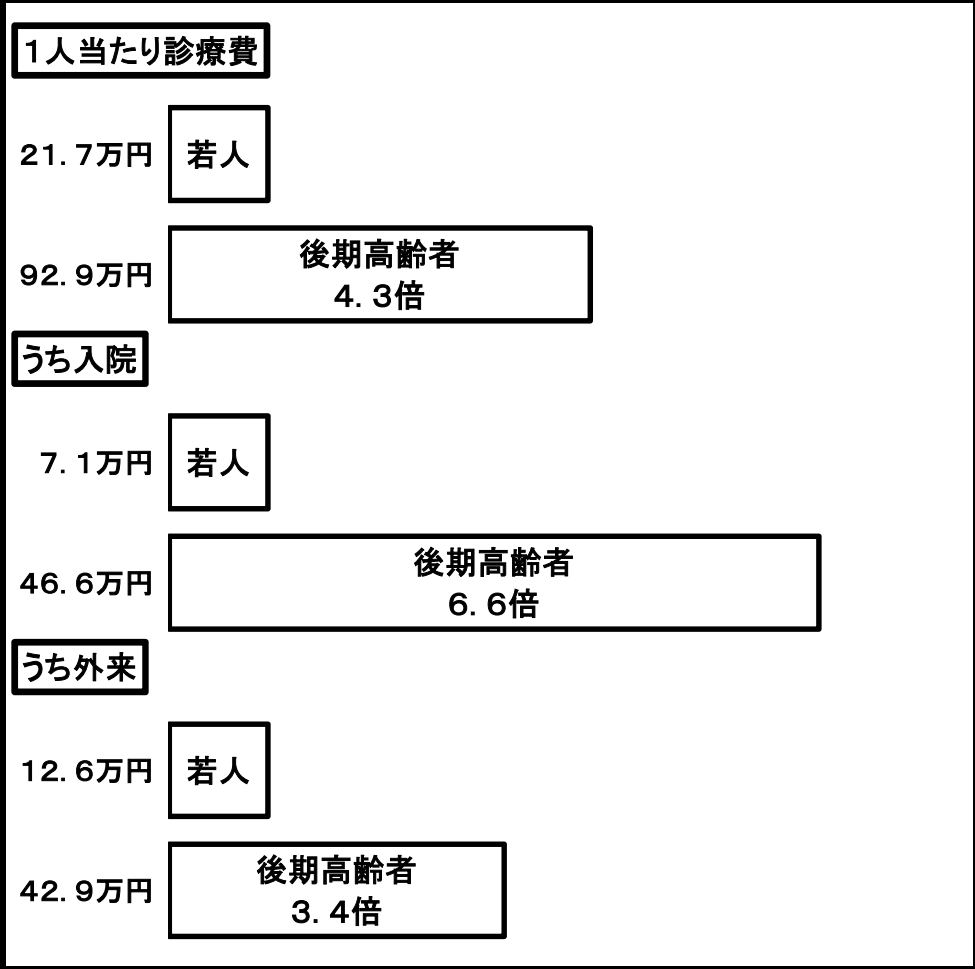 １人当たり診療費
２１．７万円
若人
９２．９万円
後期高齢者
４．３倍
うち入院
７．１万円
若人
４６．６万円
後期高齢者
６．６倍
うち外来
１２．６万円
若人
４２．９万円
後期高齢者
３．４倍